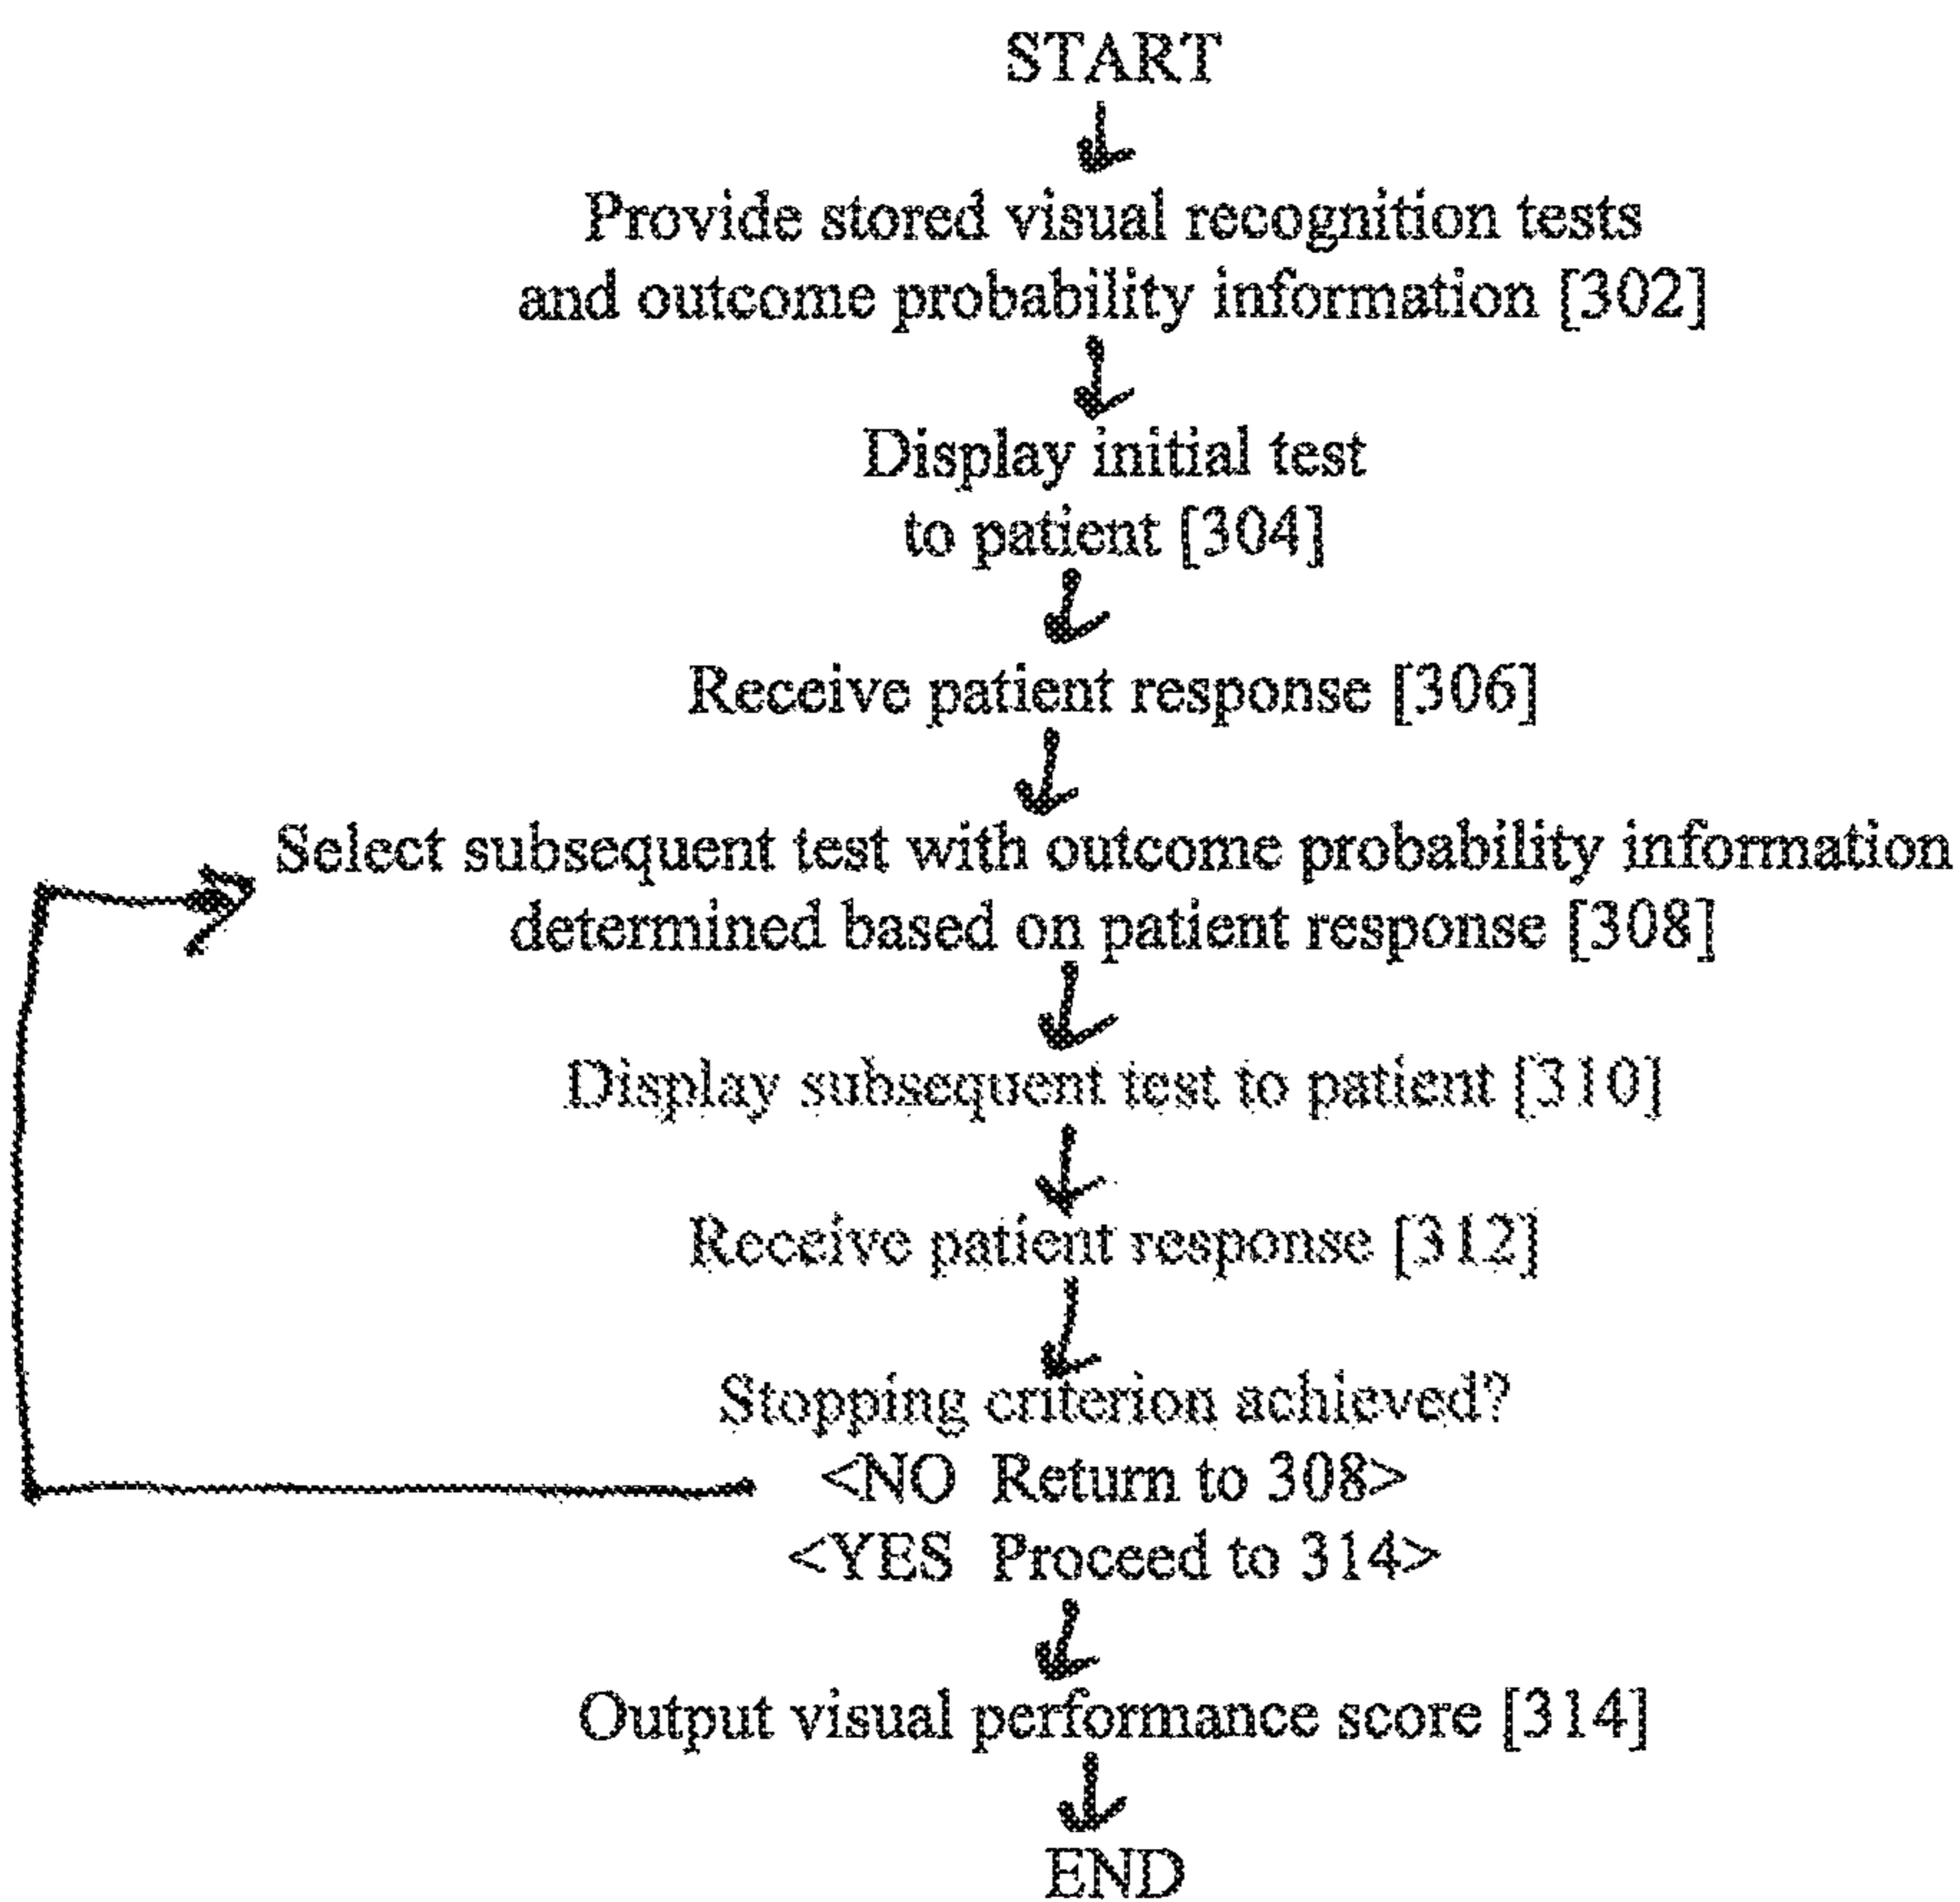 START
Provide stored visual recognition tests
and outcome probability information [302]
Display initial test
to patient [304]
Receive patient response [306]
Select subsequent test with outcome probability information
determined based on patient response [308]
Display subsequent test to patient [310]
Receive patient response [312]
Stopping criterion achieved?
<NO Return to 308>
<YES Proceed to 314>
Output visual performance score [314]
END